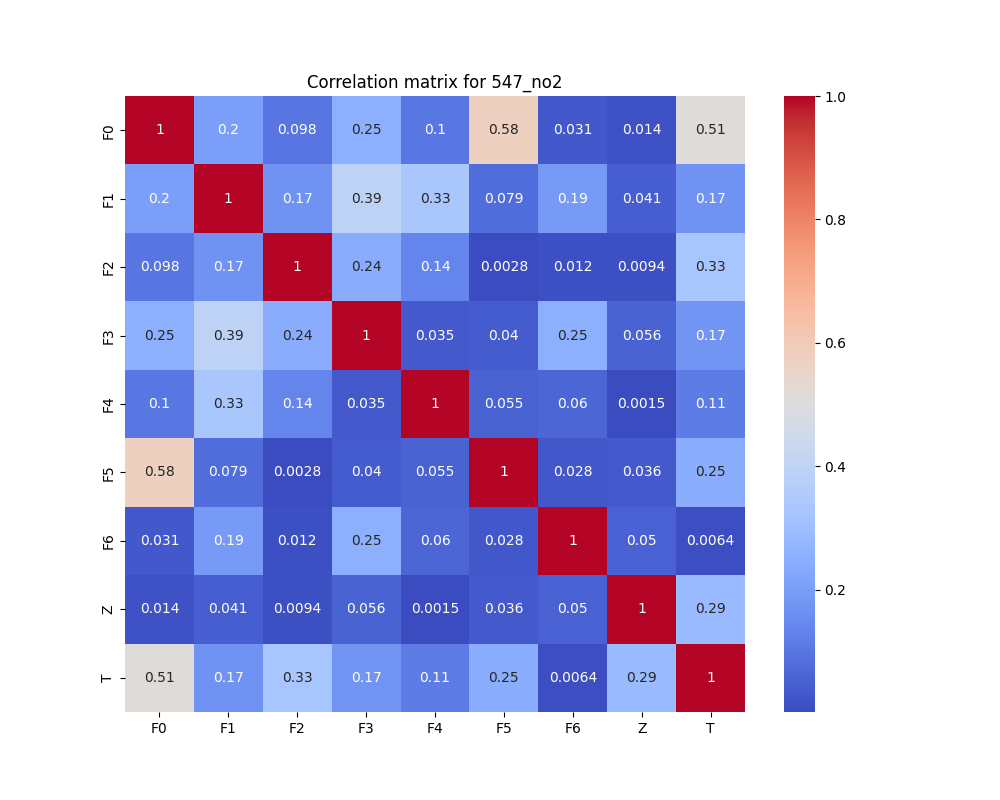 Correlation matrix for 547_no2
F0 1 0.2 0.098 0.25 0.1 0.58 0.031 0.014 0.51
F1 0.2 1 0.17 0.39 0.33 0.079 0.19 0.041 0.17
F2 0.098 0.17 1 0.24 0.14 0.0028 0.012 0.0094 0.33
F3 0.25 0.39 0.24 1 0.035 0.04 0.25 0.056 0.17
F4 0.1 0.33 0.14 0.035 1 0.055 0.06 0.0015 0.11
F5 0.58 0.079 0.0028 0.04 0.055 1 0.028 0.036 0.25
F6 0.031 0.19 0.012 0.25 0.06 0.028 1 0.05 0.0064
Z 0.014 0.041 0.0094 0.056 0.0015 0.036 0.05 1 0.29
T 0.51 0.17 0.33 0.17 0.11 0.25 0.0064 0.29 1
F0 F1 F2 F3 F4 F5 F6 Z T
1.0
0.8
0.6
0.4
0.2